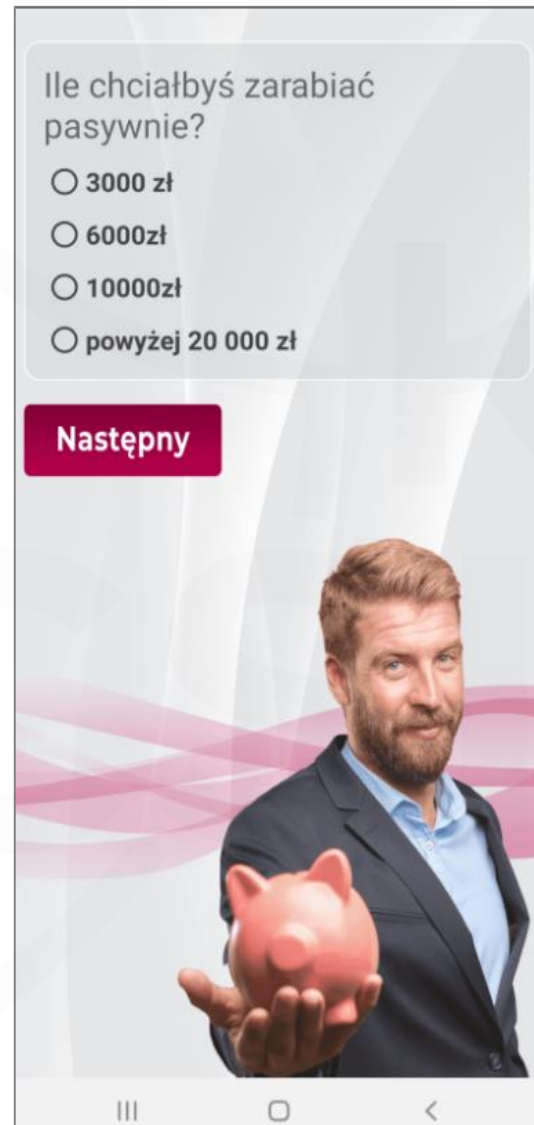 Ile chciałbyś zarabiać
pasywnie?
3000 zł
6000zł
10000zł
powyżej 20 000 zł
Następny